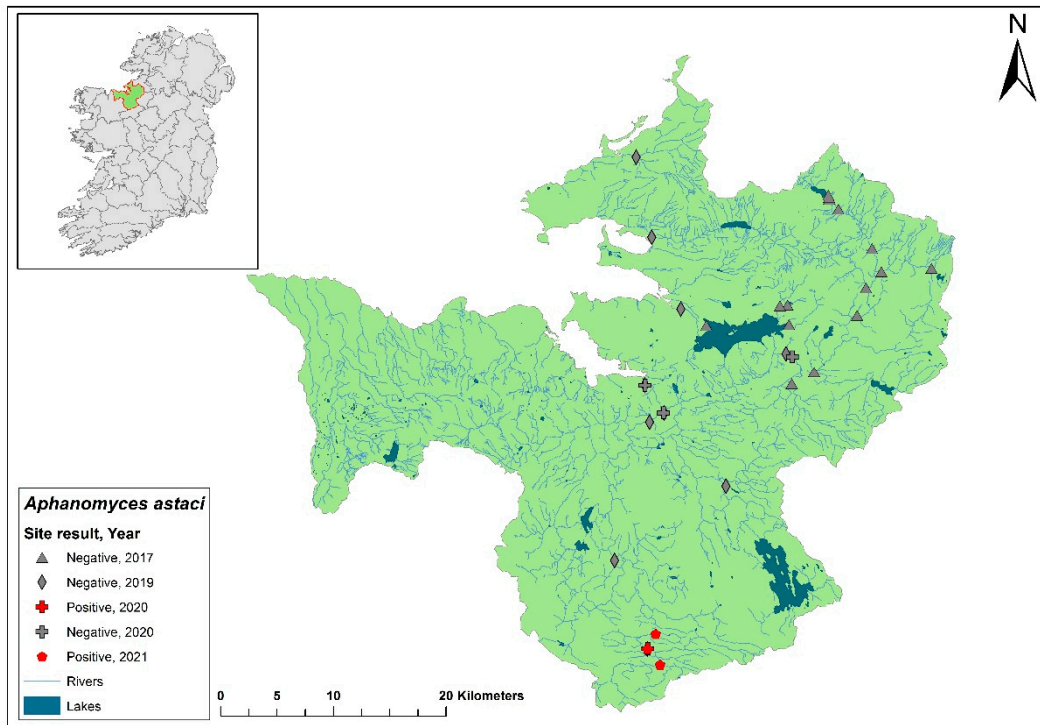 N
Aphanomyces astaci
Site result, Year
Negative, 2017
Negative, 2019
Positive, 2020
Negative, 2020
Positive, 2021
Rivers
Lakes
0 5 10 20 Kilometers